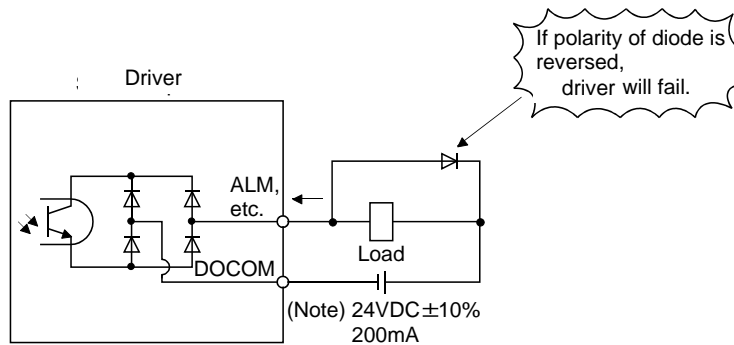 If polarity of diode is
reversed,
driver will fail.
Driver
ALM,
etc.
Load
DOCOM
(Note) 24VDC±10%
200mA